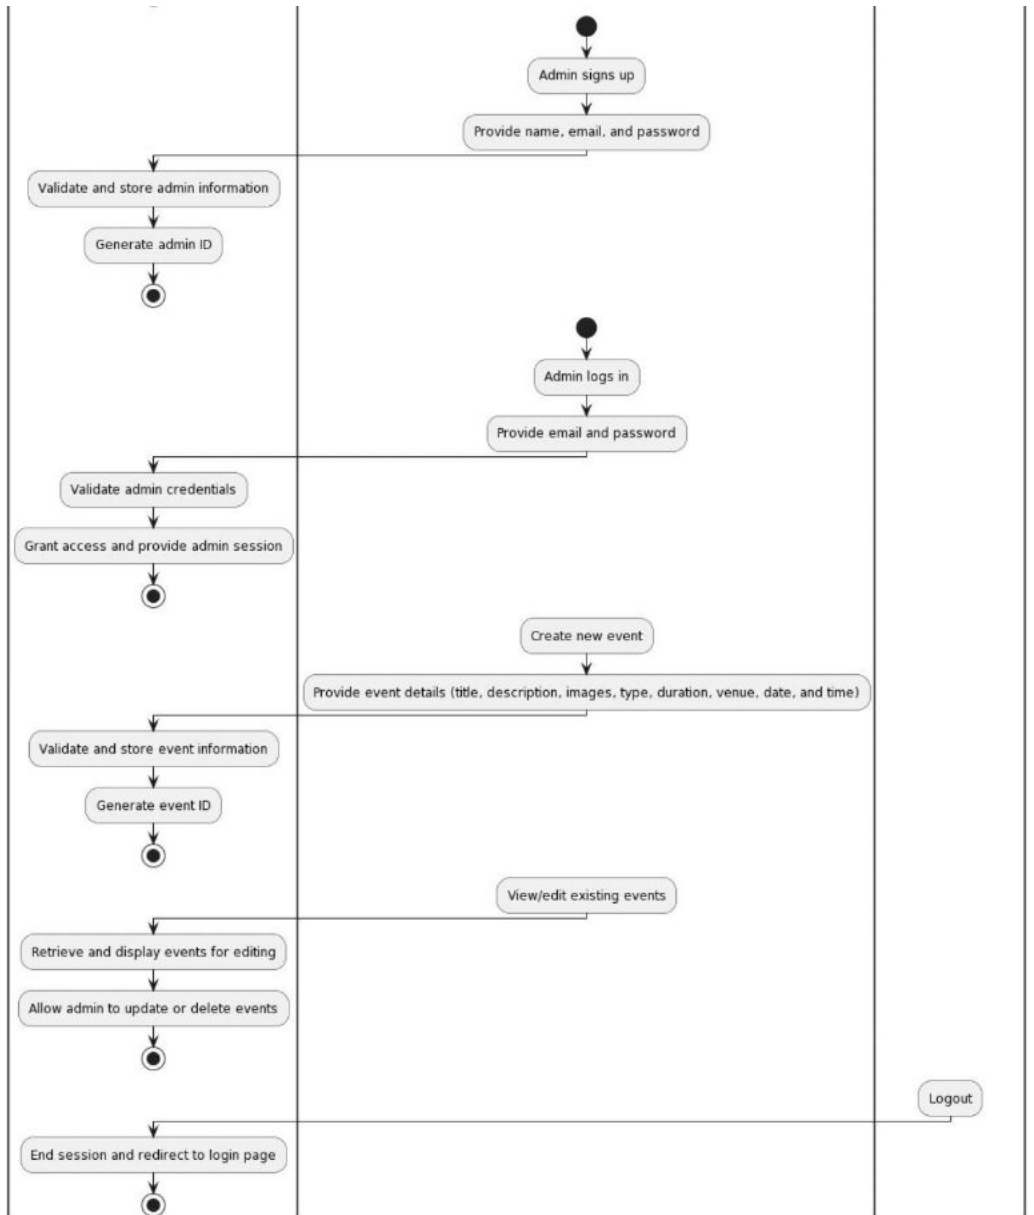 Admin signs up
Provide name, email, and password
Validate and store admin information
Generate admin ID
Admin logs in
Provide email and password
Validate admin credentials
Grant access and provide admin session
Create new event
Provide event details (title, description, images, type, duration, venue, date, and time)
Validate and store event information
Generate event ID
View/edit existing events
Retrieve and display events for editing
Allow admin to update or delete events
Logout
End session and redirect to login page